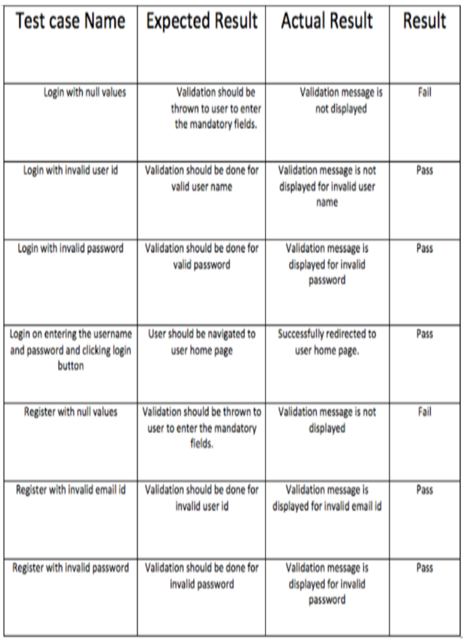 Test case Name Expected Result Actual Result Result
Login with null values Validation should be Validation message is Fail
thrown to user to enter not displayed
the mandatory fields.
Login with invalid user id Validation should be done for Validation message is not Pass
valid user name displayed for invalid user
name
Login with invalid password Validation should be done for Validation message is Pass
valid password displayed for invalid
password
Login on entering the username User should be navigated to Successfully redirected to Pass
and password and clicking login user home page user home page.
button
Register with null values Validation should be thrown to Validation message is not Fail
user to enter the mandatory displayed
fields.
Register with invalid email id Validation should be done for Validation message is Pass
invalid user id displayed for invalid email id
Register with invalid password Validation should be done for Validation message is Pass
invalid password displayed for invalid
password